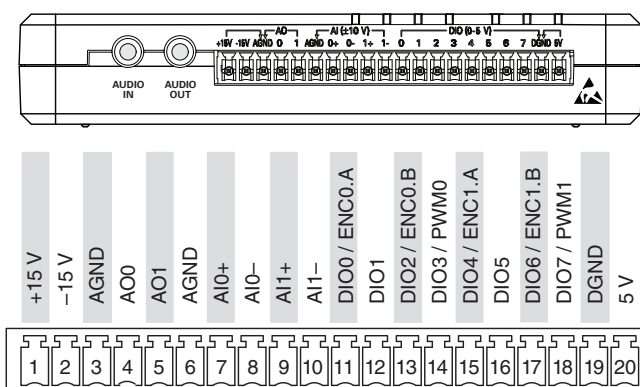 AO AI (±10 V) DIO (0-5 V)
+15V -15V AGND 0 1 AGND 0+ 0- 1+ 1- 0 1 2 3 4 5 6 7 DGND 5V
AUDIO IN
AUDIO OUT
+15 V
–15 V
AGND
AO0
AO1
AGND
AI0+
AI0–
AI1+
AI1–
DIO0 / ENC0.A
DIO1
DIO2 / ENC0.B
DIO3 / PWM0
DIO4 / ENC1.A
DIO5
DIO6 / ENC1.B
DIO7 / PWM1
DGND
5 V
1 2 3 4 5 6 7 8 9 10 11 12 13 14 15 16 17 18 19 20